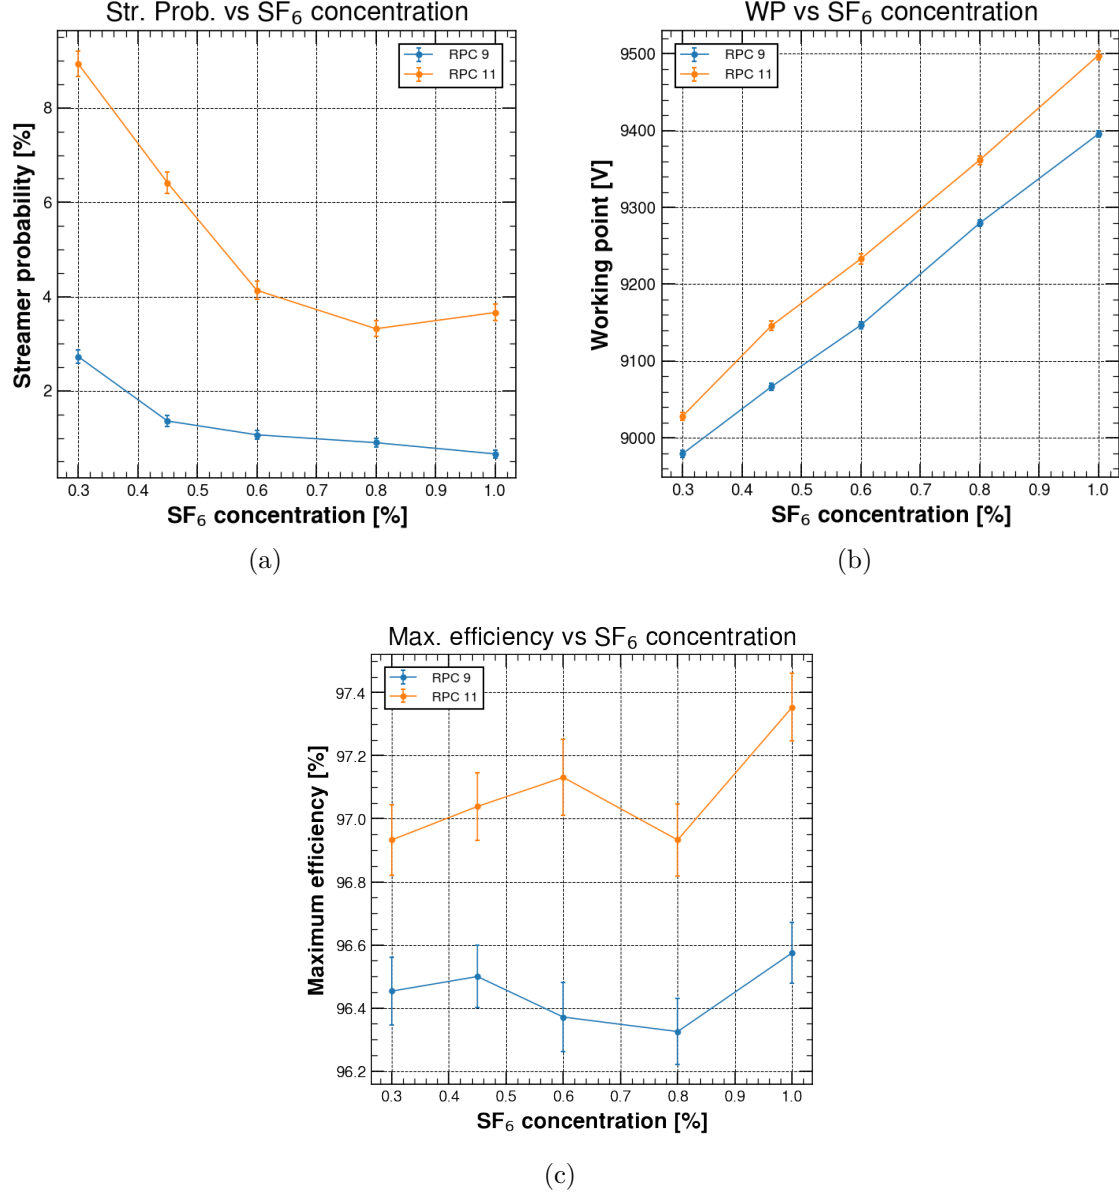 Str. Prob. vs SF₆ concentration
RPC 9
RPC 11
Streamer probability [%]
8
6
4
2
0.3 0.4 0.5 0.6 0.7 0.8 0.9 1.0
SF₆ concentration [%]
(a)
WP vs SF₆ concentration
RPC 9
RPC 11
Working point [V]
9500
9400
9300
9200
9100
9000
0.3 0.4 0.5 0.6 0.7 0.8 0.9 1.0
SF₆ concentration [%]
(b)
Max. efficiency vs SF₆ concentration
RPC 9
RPC 11
Maximum efficiency [%]
97.4
97.2
97.0
96.8
96.6
96.4
96.2
0.3 0.4 0.5 0.6 0.7 0.8 0.9 1.0
SF₆ concentration [%]
(c)